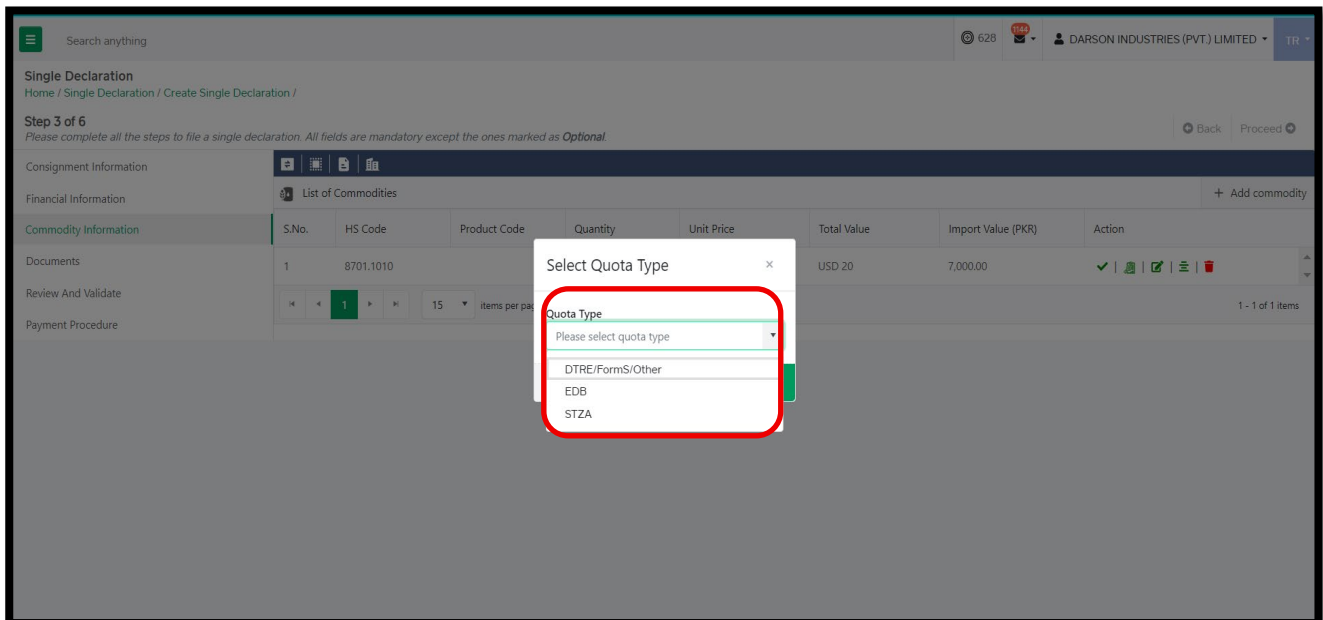 Search anything
628
1144
DARSON INDUSTRIES (PVT.) LIMITED
TR
Single Declaration
Home / Single Declaration / Create Single Declaration /
Step 3 of 6
Please complete all the steps to file a single declaration. All fields are mandatory except the ones marked as Optional.
Back
Proceed
Consignment Information
Financial Information
Commodity Information
Documents
Review And Validate
Payment Procedure
List of Commodities
+ Add commodity
S.No. HS Code Product Code Quantity Unit Price Total Value Import Value (PKR) Action
1 8701.1010 USD 20 7,000.00
1 15 items per pag
1 - 1 of 1 items
Select Quota Type ×
Quota Type
Please select quota type
DTRE/FormS/Other
EDB
STZA